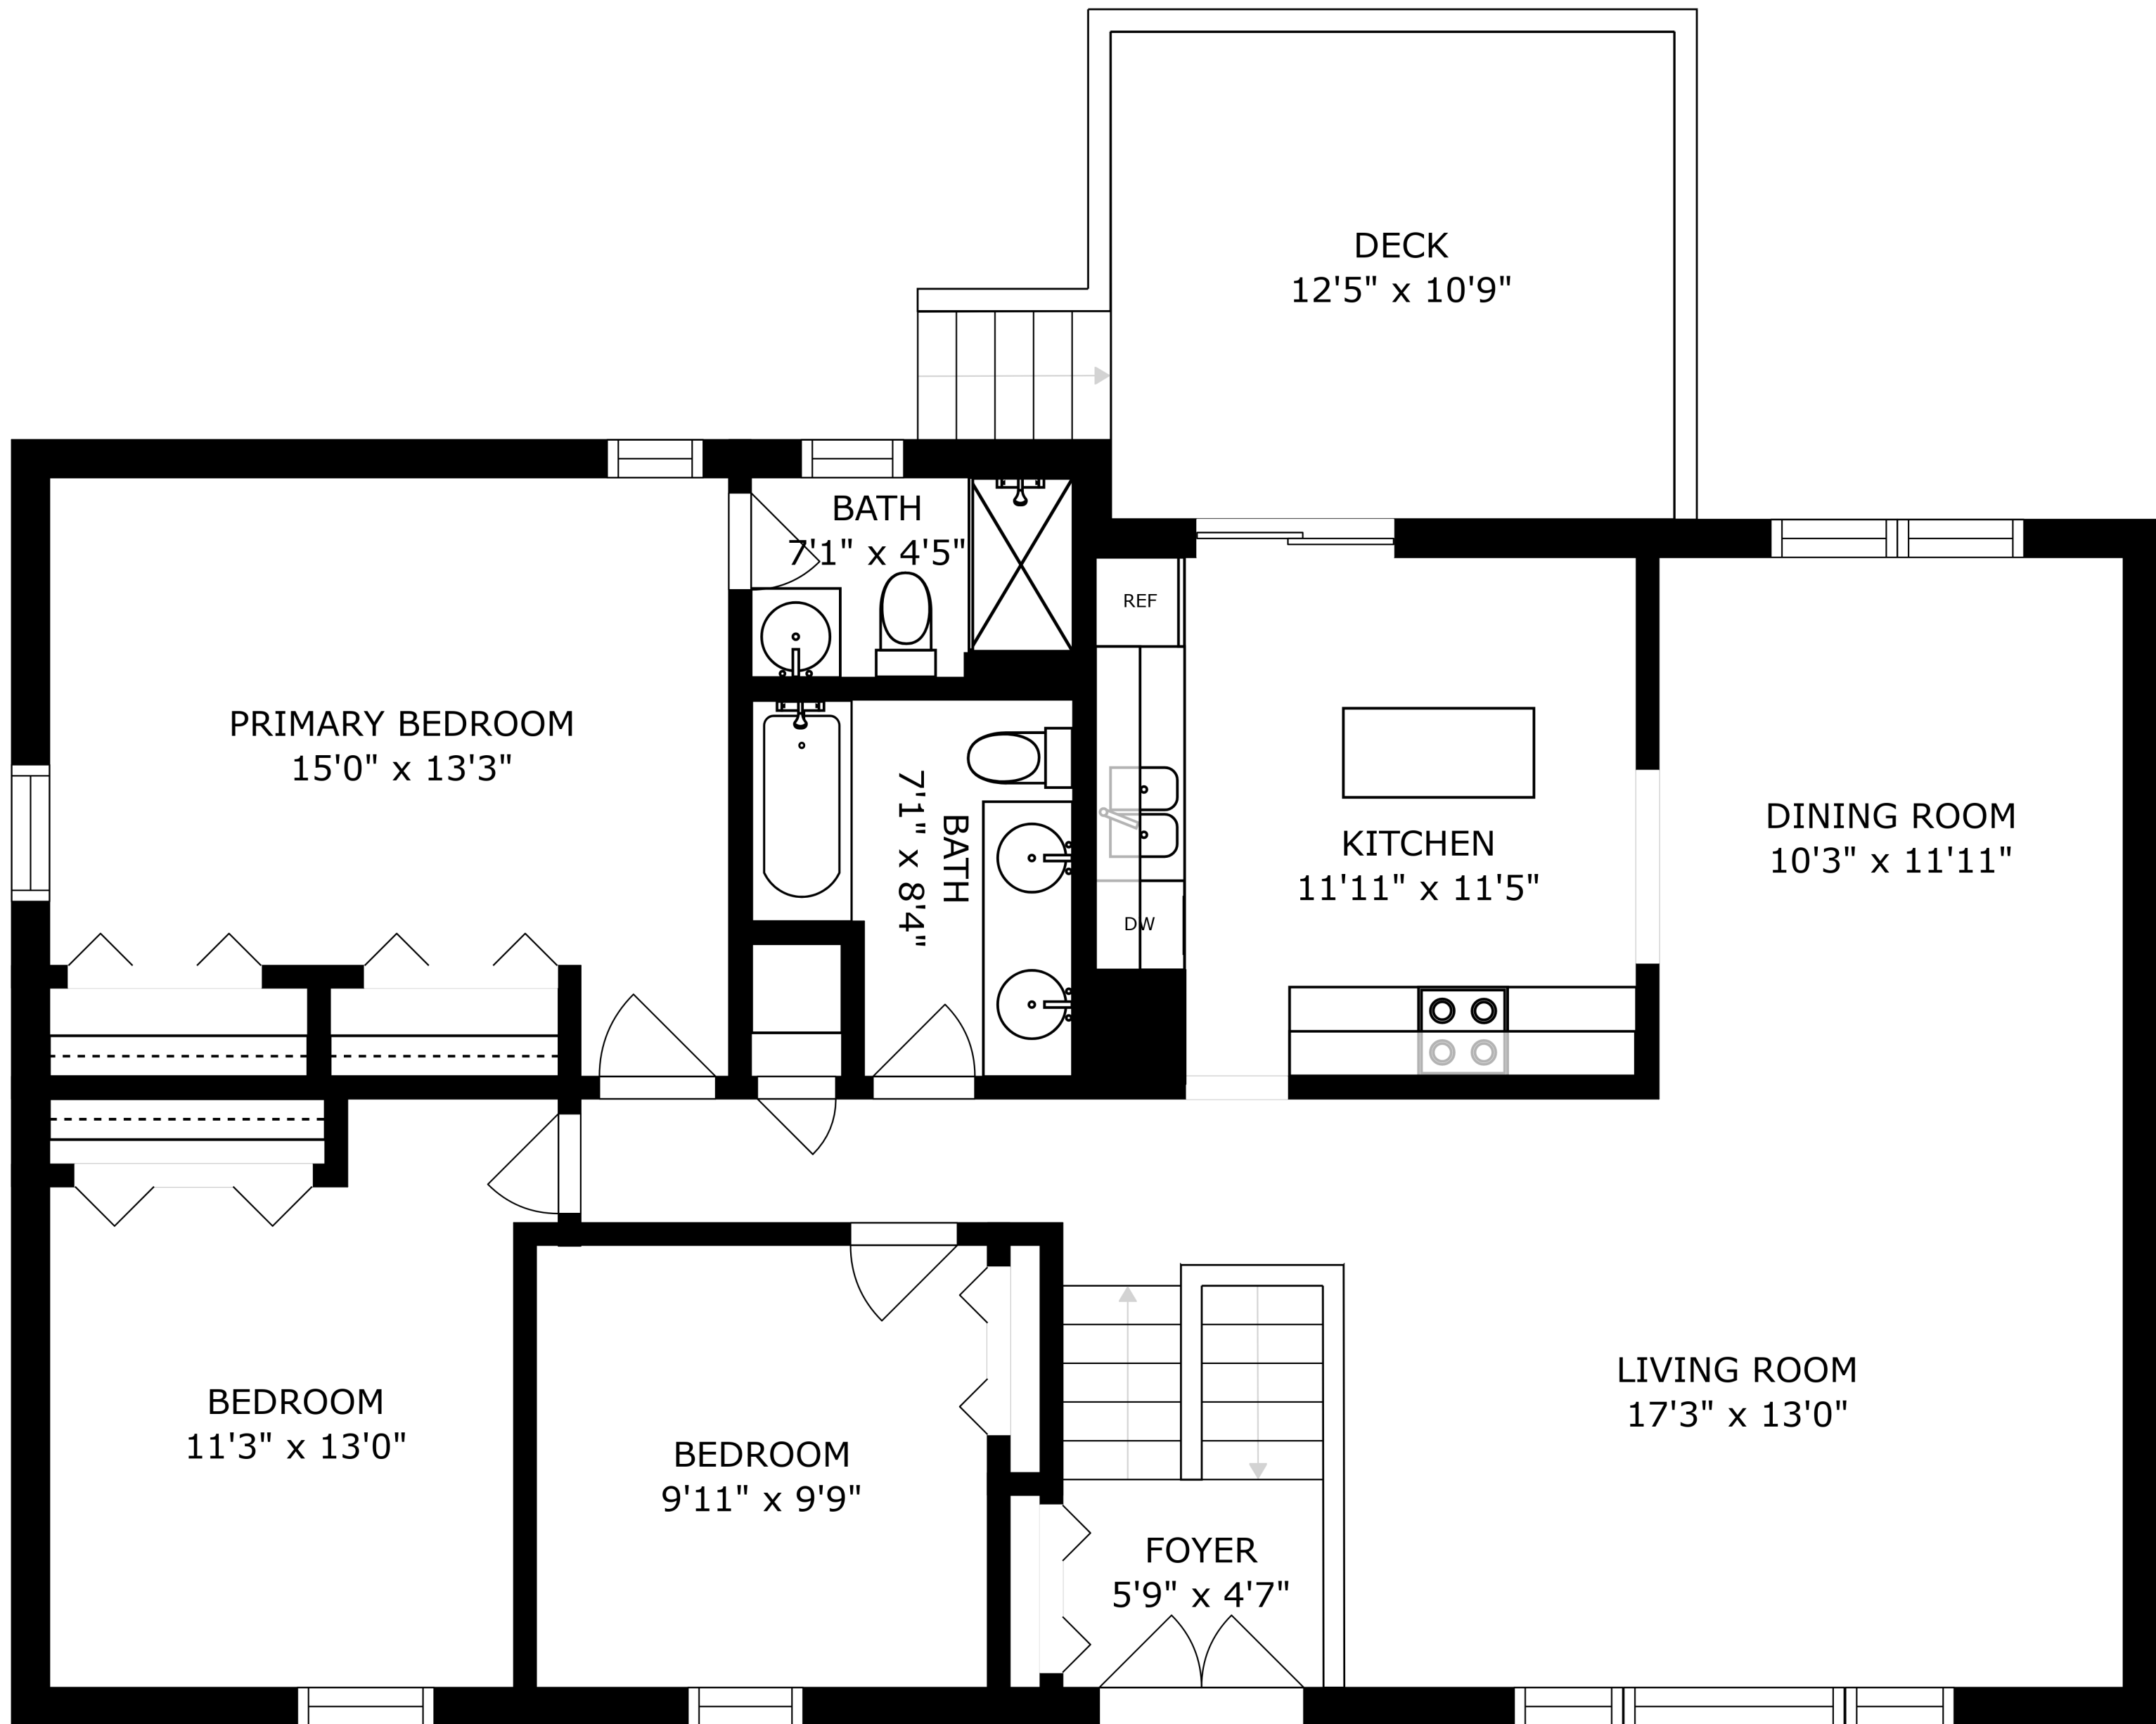 DECK
12'5" x 10'9"
BATH
7'1" x 4'5"
REF
PRIMARY BEDROOM
15'0" x 13'3"
BATH
7'1" x 8'4"
KITCHEN
11'11" x 11'5"
DINING ROOM
10'3" x 11'11"
DW
BEDROOM
11'3" x 13'0"
BEDROOM
9'11" x 9'9"
LIVING ROOM
17'3" x 13'0"
FOYER
5'9" x 4'7"